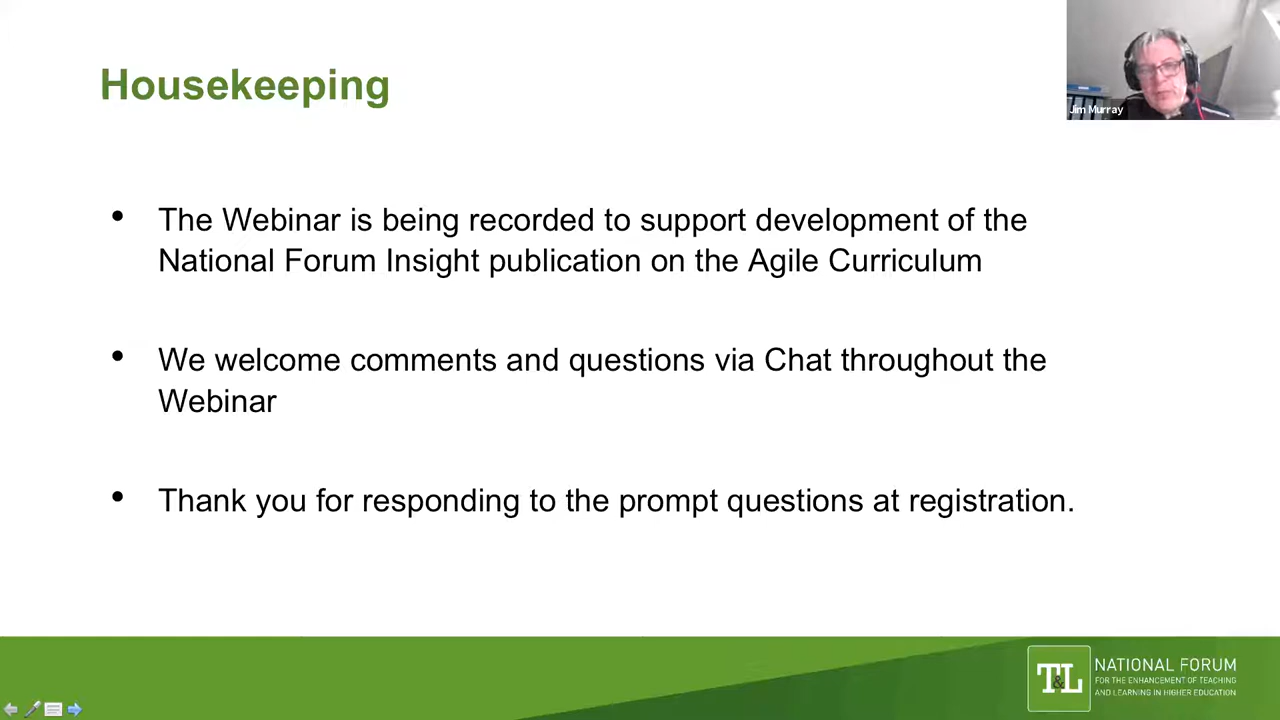 Housekeeping
Jim Murray
• The Webinar is being recorded to support development of the
National Forum Insight publication on the Agile Curriculum
• We welcome comments and questions via Chat throughout the
Webinar
• Thank you for responding to the prompt questions at registration.
T&L
NATIONAL FORUM
FOR THE ENHANCEMENT OF TEACHING
AND LEARNING IN HIGHER EDUCATION